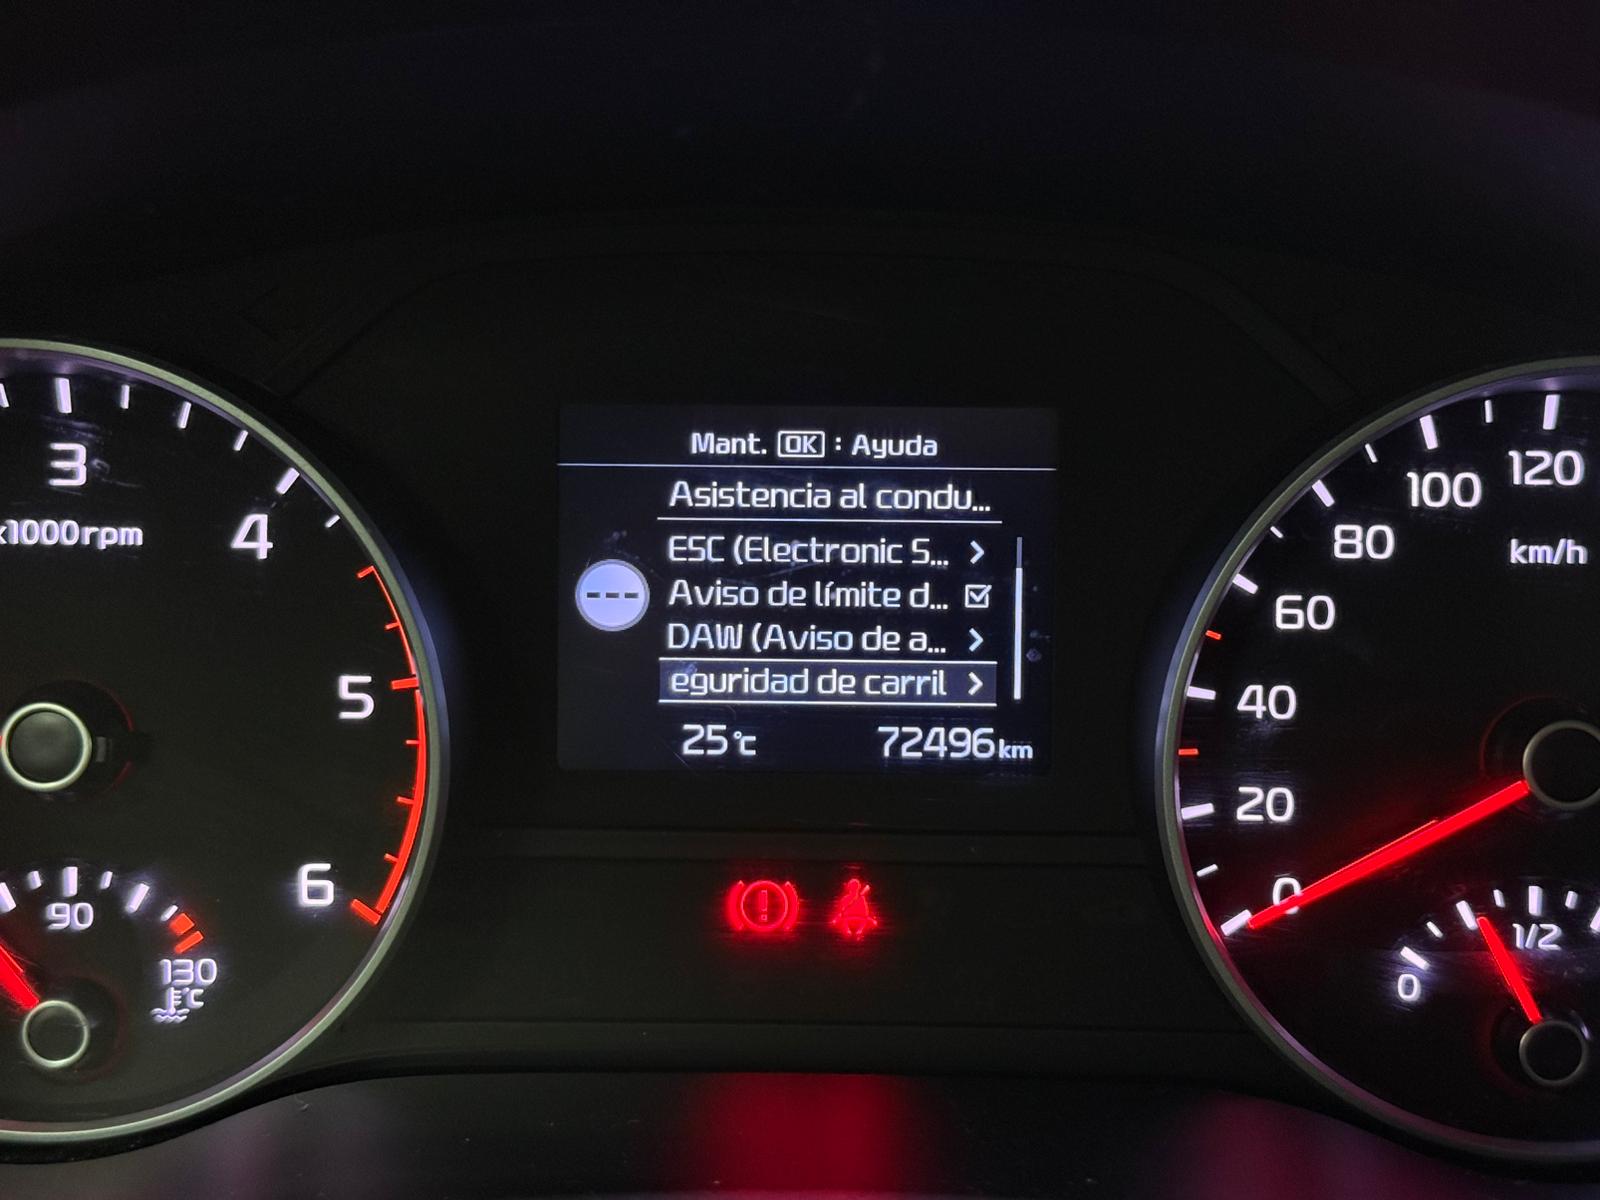 Mant. OK : Ayuda
Asistencia al condu...
ESC (Electronic S...
Aviso de límite d...
DAW (Aviso de a...
eguridad de carril
25°C 72496km
3
x1000rpm
4
5
6
90
130
°C
120
100
80
km/h
60
40
20
0
1/2
0